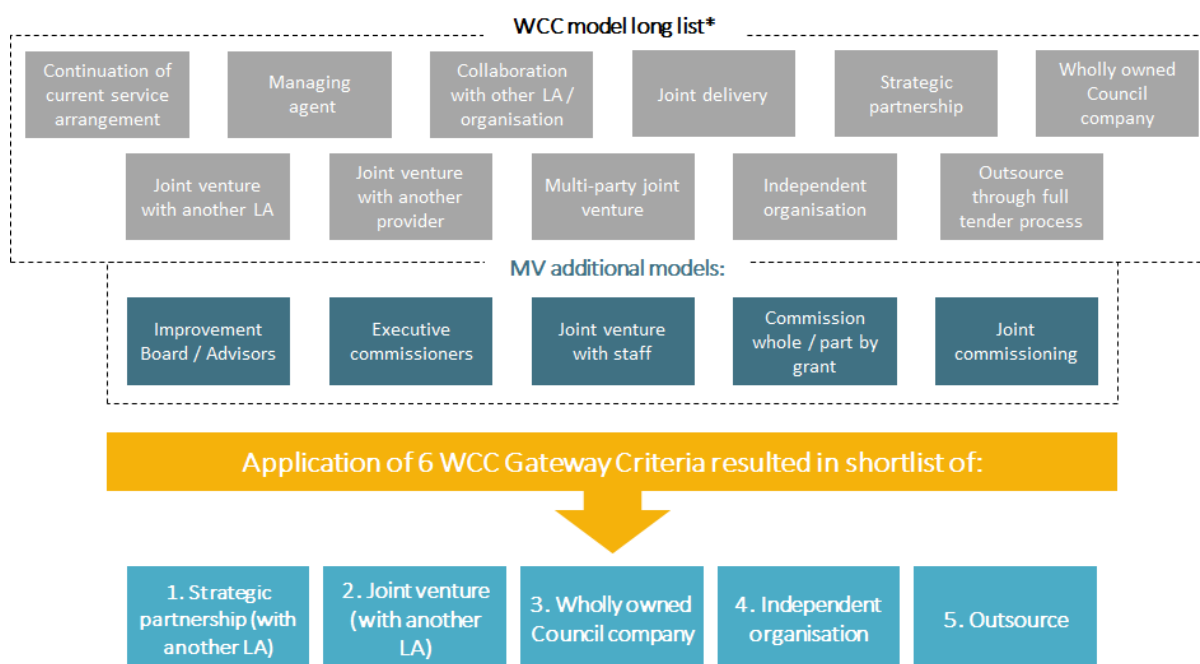 WCC model long list*
Continuation of
current service
arrangement
Managing
agent
Collaboration
with other LA /
organisation
Joint delivery
Strategic
partnership
Wholly owned
Council
company
Joint venture
with another LA
Joint venture
with another
provider
Multi-party joint
venture
Independent
organisation
Outsource
through full
tender process
MV additional models:
Improvement
Board / Advisors
Executive
commissioners
Joint venture
with staff
Commission
whole / part by
grant
Joint
commissioning
Application of 6 WCC Gateway Criteria resulted in shortlist of:
1. Strategic
partnership (with
another LA)
2. Joint venture
(with another
LA)
3. Wholly owned
Council company
4. Independent
organisation
5. Outsource